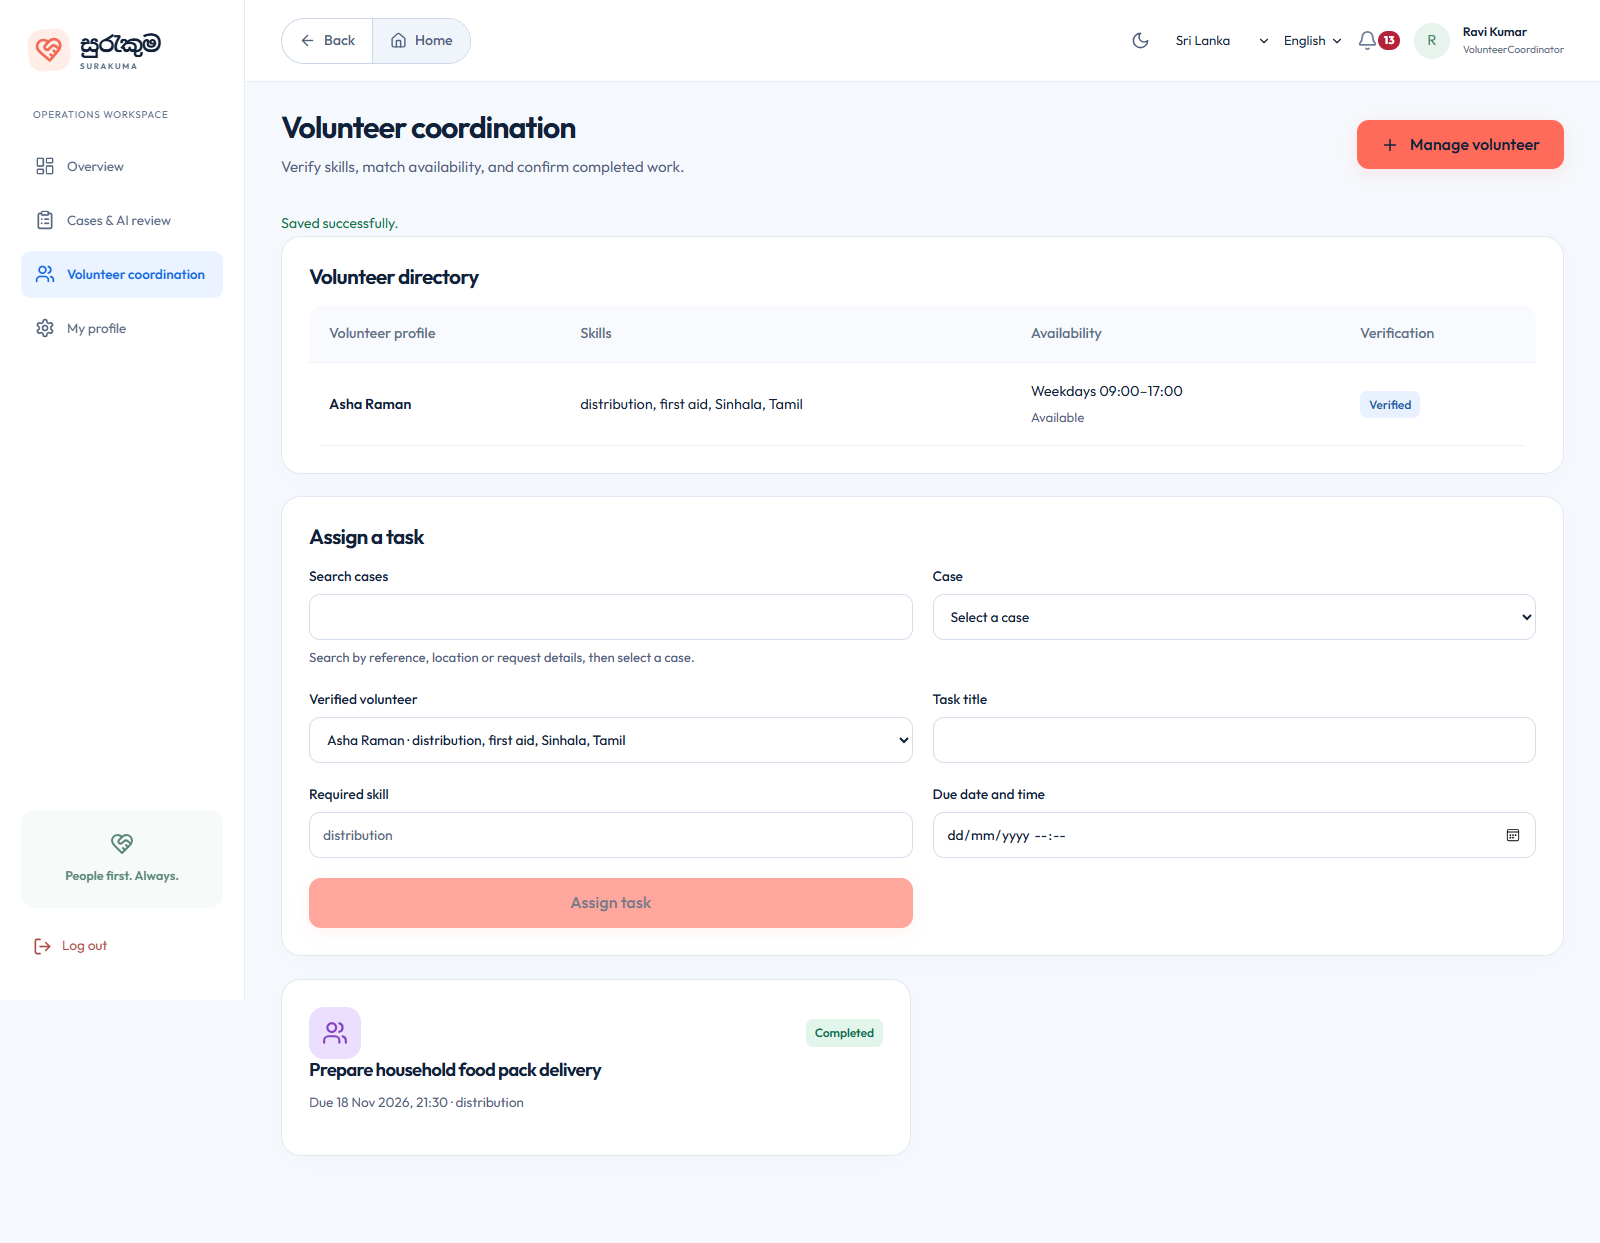 සුරැකුම
SURAKUMA
Back
Home
Sri Lanka
English
13
R
Ravi Kumar
VolunteerCoordinator
OPERATIONS WORKSPACE
Overview
Cases & AI review
Volunteer coordination
My profile
People first. Always.
Log out
Volunteer coordination
Verify skills, match availability, and confirm completed work.
Manage volunteer
Saved successfully.
Volunteer directory
Volunteer profile Skills Availability Verification
Asha Raman distribution, first aid, Sinhala, Tamil Weekdays 09:00–17:00 Verified
Available
Assign a task
Search cases
Case
Select a case
Search by reference, location or request details, then select a case.
Verified volunteer
Task title
Asha Raman · distribution, first aid, Sinhala, Tamil
Required skill
Due date and time
distribution
dd/mm/yyyy --:--
Assign task
Completed
Prepare household food pack delivery
Due 18 Nov 2026, 21:30 · distribution